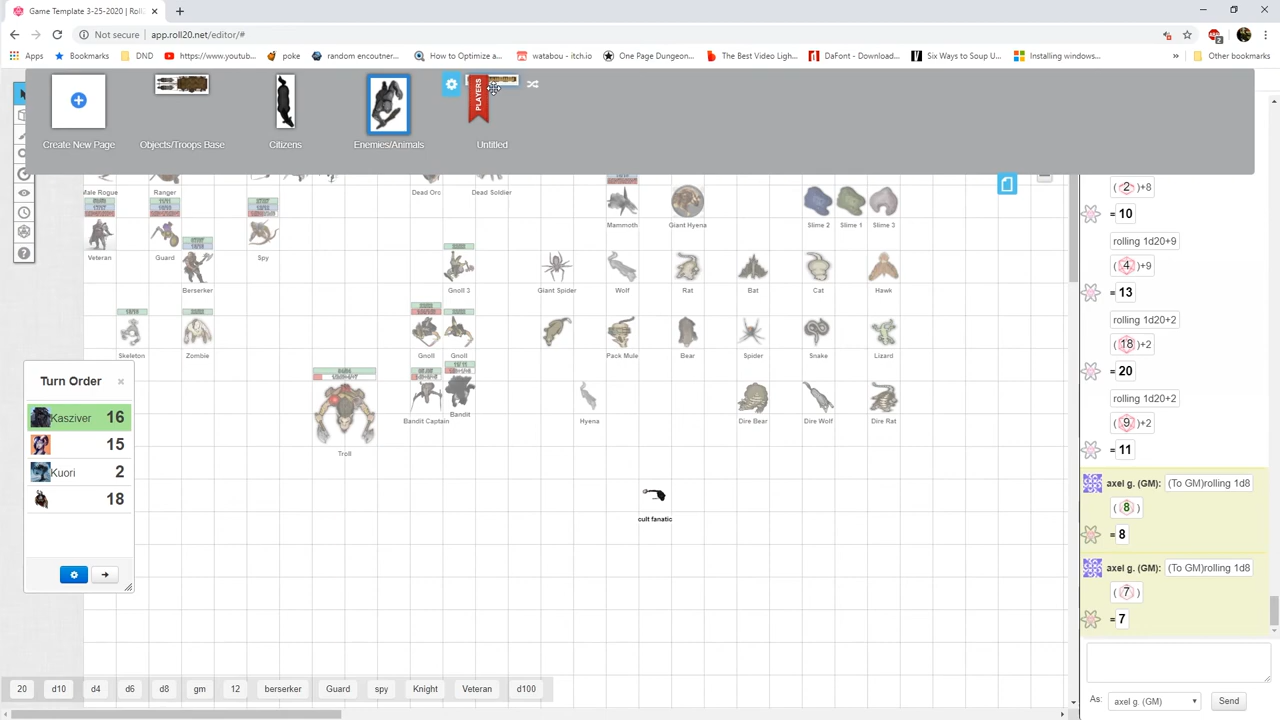 Game Template 3-25-2020 | Roll2
Not secure | app.roll20.net/editor/#
Apps Bookmarks DND https://www.youtub... poke random encoutner... How to Optimize a... watabou - itch.io One Page Dungeon... The Best Video Ligh... DaFont - Download... Six Ways to Soup U... Installing windows... » Other bookmarks
PLAYERS
Create New Page Objects/Troops Base Citizens Enemies/Animals Untitled
Male Rogue Ranger Dead Orc Dead Soldier
Mammoth Giant Hyena Slime 2 Slime 1 Slime 3
Veteran Guard Spy
Berserker Gnoll 3 Giant Spider Wolf Rat Bat Cat Hawk
Skeleton Zombie Gnoll Gnoll Pack Mule Bear Spider Snake Lizard
Bandit Captain Bandit Hyena Dire Bear Dire Wolf Dire Rat
Troll
cult fanatic
Turn Order ×
Kasziver 16
15
Kuori 2
18
20 d10 d4 d6 d8 gm 12 berserker Guard spy Knight Veteran d100
(2)+8
= 10
rolling 1d20+9
(4)+9
= 13
rolling 1d20+2
(18)+2
= 20
rolling 1d20+2
(9)+2
= 11
axel g. (GM): (To GM)rolling 1d8
(8)
= 8
axel g. (GM): (To GM)rolling 1d8
(7)
= 7
As: axel g. (GM) Send